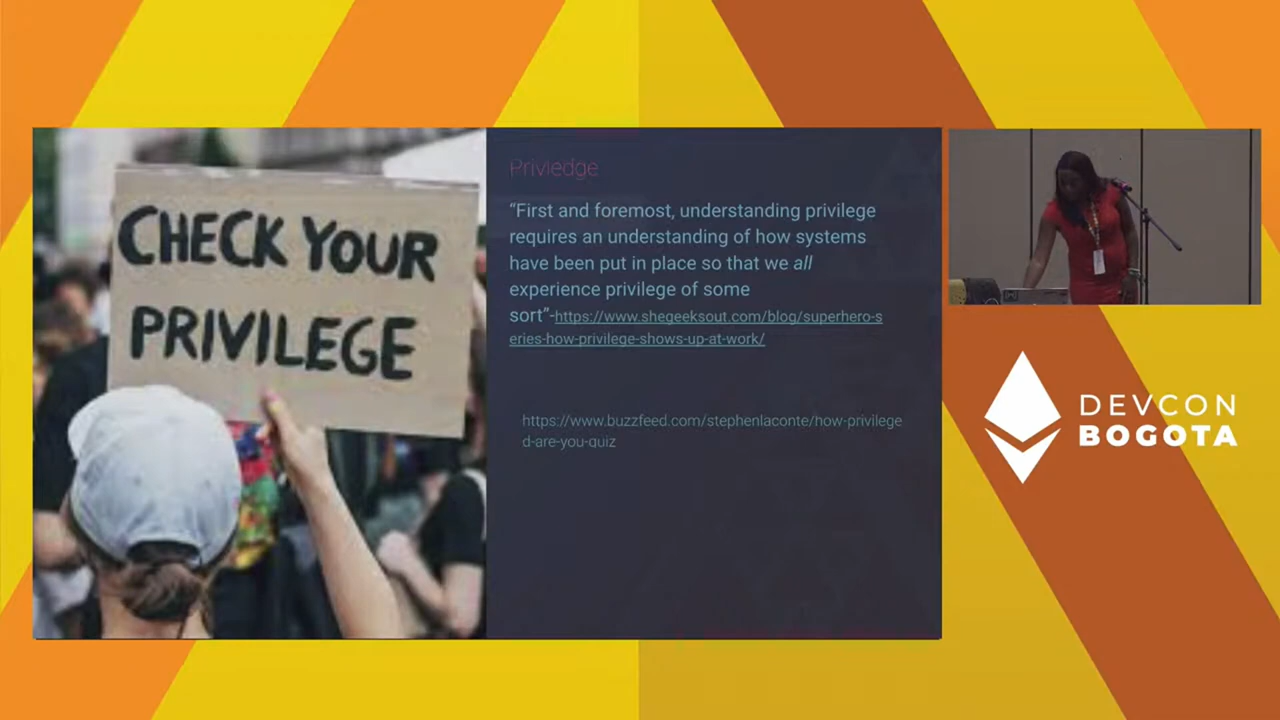 CHECK YOUR
PRIVILEGE
Priviedge
“First and foremost, understanding privilege
requires an understanding of how systems
have been put in place so that we all
experience privilege of some
sort”-https://www.shegeeksout.com/blog/superhero-s
eries-how-privilege-shows-up-at-work/
https://www.buzzfeed.com/stephenlaconte/how-privilege
d-are-you-quiz
DEVCON
BOGOTA